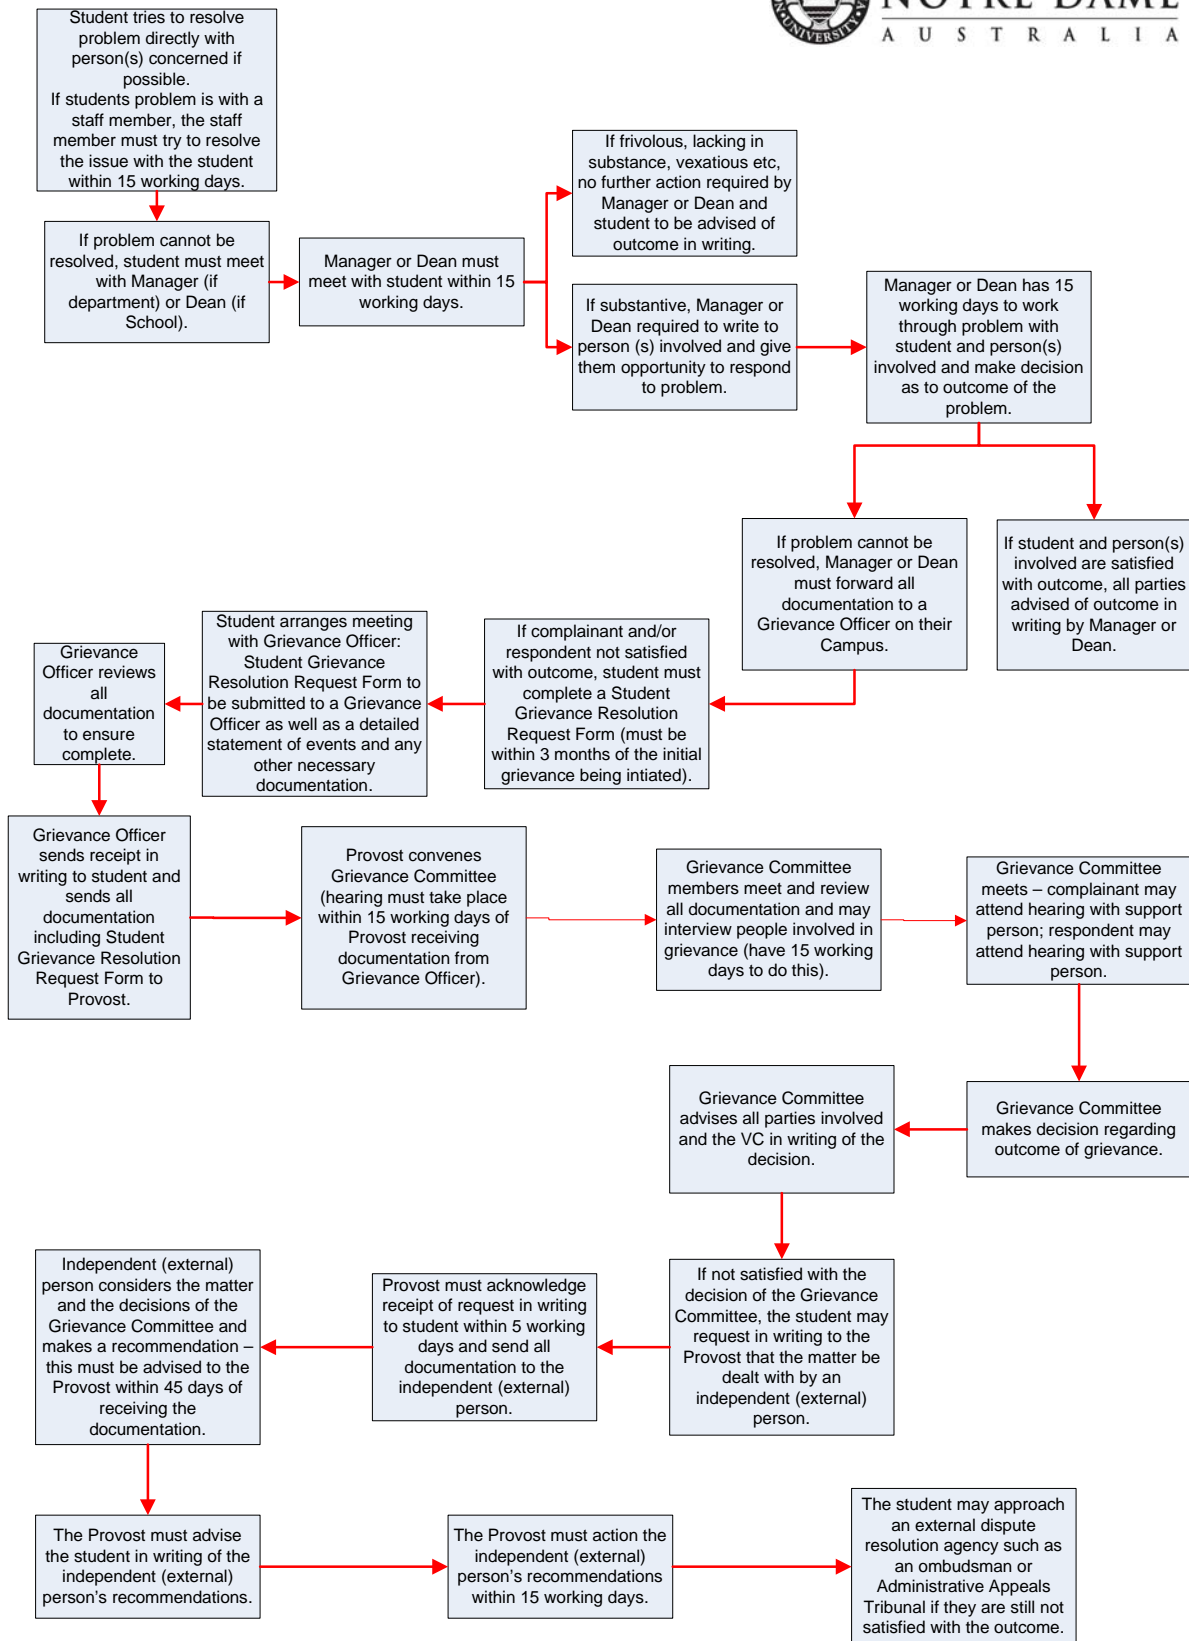 NOTRE DAME
AUSTRALIA
UNIVERSITY
Student tries to resolve
problem directly with
person(s) concerned if
possible.
If students problem is with a
staff member, the staff
member must try to resolve
the issue with the student
within 15 working days.
If problem cannot be
resolved, student must meet
with Manager (if
department) or Dean (if
School).
Manager or Dean must
meet with student within 15
working days.
If frivolous, lacking in
substance, vexatious etc,
no further action required by
Manager or Dean and
student to be advised of
outcome in writing.
If substantive, Manager or
Dean required to write to
person (s) involved and give
them opportunity to respond
to problem.
Manager or Dean has 15
working days to work
through problem with
student and person(s)
involved and make decision
as to outcome of the
problem.
If problem cannot be
resolved, Manager or Dean
must forward all
documentation to a
Grievance Officer on their
Campus.
If student and person(s)
involved are satisfied
with outcome, all parties
advised of outcome in
writing by Manager or
Dean.
If complainant and/or
respondent not satisfied
with outcome, student must
complete a Student
Grievance Resolution
Request Form (must be
within 3 months of the initial
grievance being intiated).
Student arranges meeting
with Grievance Officer:
Student Grievance
Resolution Request Form to
be submitted to a Grievance
Officer as well as a detailed
statement of events and any
other necessary
documentation.
Grievance
Officer reviews
all
documentation
to ensure
complete.
Grievance Officer
sends receipt in
writing to student and
sends all
documentation
including Student
Grievance Resolution
Request Form to
Provost.
Provost convenes
Grievance Committee
(hearing must take place
within 15 working days of
Provost receiving
documentation from
Grievance Officer).
Grievance Committee
members meet and review
all documentation and may
interview people involved in
grievance (have 15 working
days to do this).
Grievance Committee
meets – complainant may
attend hearing with support
person; respondent may
attend hearing with support
person.
Grievance Committee
makes decision regarding
outcome of grievance.
Grievance Committee
advises all parties involved
and the VC in writing of the
decision.
If not satisfied with the
decision of the Grievance
Committee, the student may
request in writing to the
Provost that the matter be
dealt with by an
independent (external)
person.
Provost must acknowledge
receipt of request in writing
to student within 5 working
days and send all
documentation to the
independent (external)
person.
Independent (external)
person considers the matter
and the decisions of the
Grievance Committee and
makes a recommendation –
this must be advised to the
Provost within 45 days of
receiving the
documentation.
The Provost must advise
the student in writing of the
independent (external)
person's recommendations.
The Provost must action the
independent (external)
person's recommendations
within 15 working days.
The student may approach
an external dispute
resolution agency such as
an ombudsman or
Administrative Appeals
Tribunal if they are still not
satisfied with the outcome.